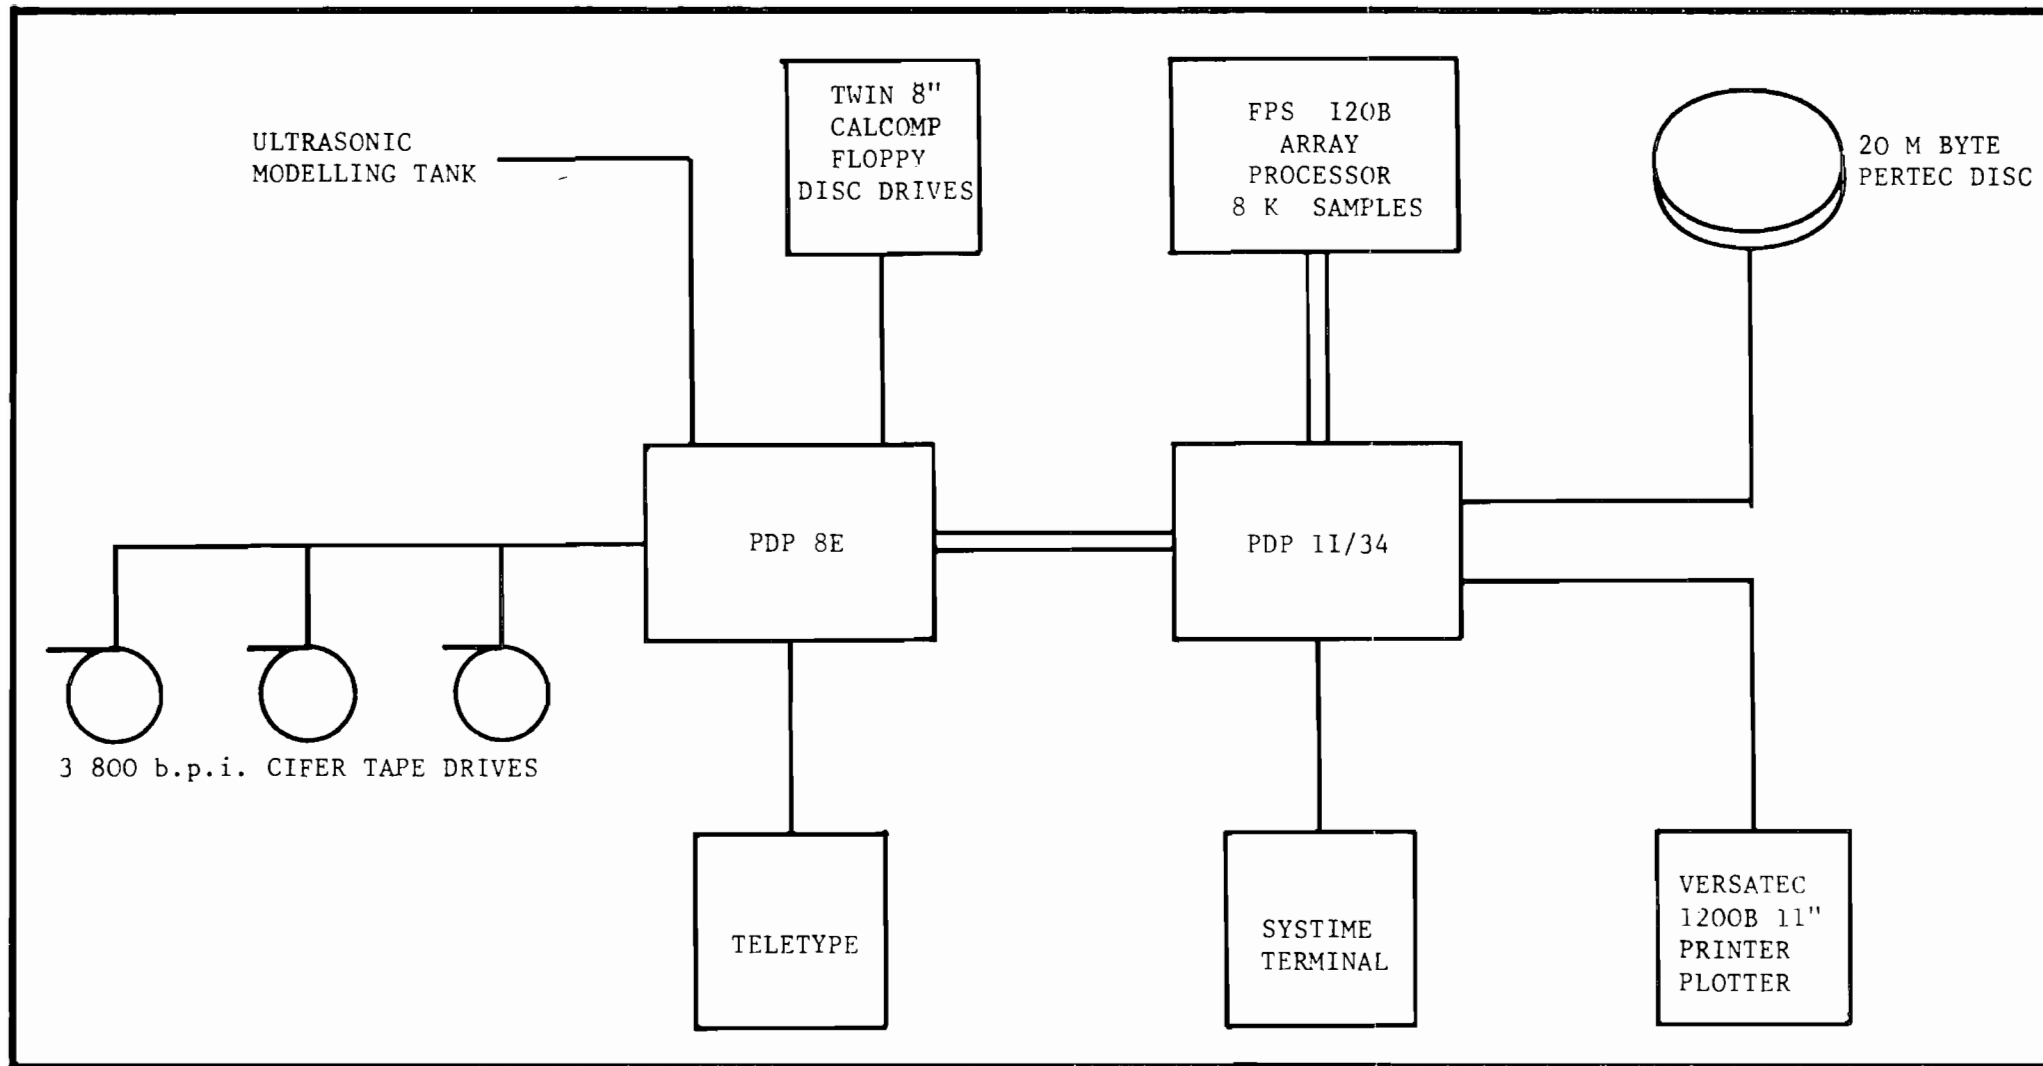 ULTRASONIC
MODELLING TANK
TWIN 8"
CALCOMP
FLOPPY
DISC DRIVES
FPS 120B
ARRAY
PROCESSOR
8 K SAMPLES
20 M BYTE
PERTEC DISC
PDP 8E
PDP 11/34
3 800 b.p.i. CIFER TAPE DRIVES
TELETYPE
SYSTIME
TERMINAL
VERSATEC
1200B 11"
PRINTER
PLOTTER